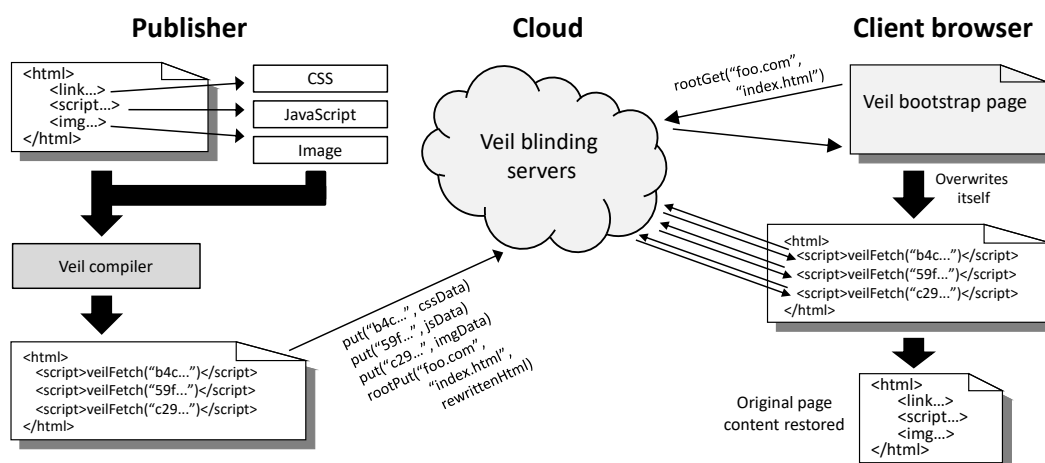 Publisher
<html>
<link...>
<script...>
<img...>
</html>
CSS
JavaScript
Image
Veil compiler
<html>
<script>veilFetch(“b4c...”)</script>
<script>veilFetch(“59f...”)</script>
<script>veilFetch(“c29...”)</script>
</html>
put(“b4c...”, cssData)
put(“59f...”, jsData)
put(“c29...”, imgData)
rootPut(“foo.com”,
“index.html”,
rewrittenHtml)
Cloud
Veil blinding
servers
rootGet(“foo.com”,
“index.html”)
Client browser
Veil bootstrap page
Overwrites
itself
<html>
<script>veilFetch(“b4c...”)</script>
<script>veilFetch(“59f...”)</script>
<script>veilFetch(“c29...”)</script>
</html>
Original page
content restored
<html>
<link...>
<script...>
<img...>
</html>